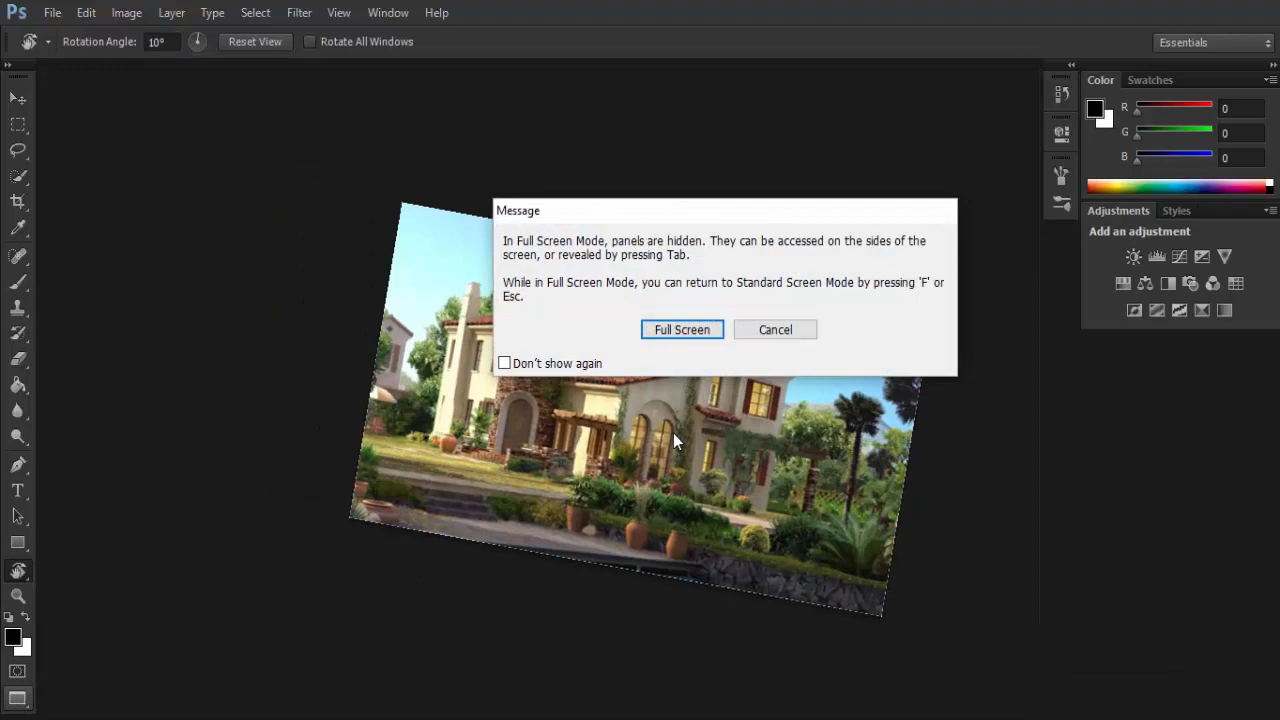 Ps File Edit Image Layer Type Select Filter View Window Help
Rotation Angle: 10° Reset View Rotate All Windows Essentials
Color Swatches
R 0
G 0
B 0
Adjustments Styles
Add an adjustment
Message
In Full Screen Mode, panels are hidden. They can be accessed on the sides of the
screen, or revealed by pressing Tab.
While in Full Screen Mode, you can return to Standard Screen Mode by pressing 'F' or
Esc.
Full Screen Cancel
Don't show again
T